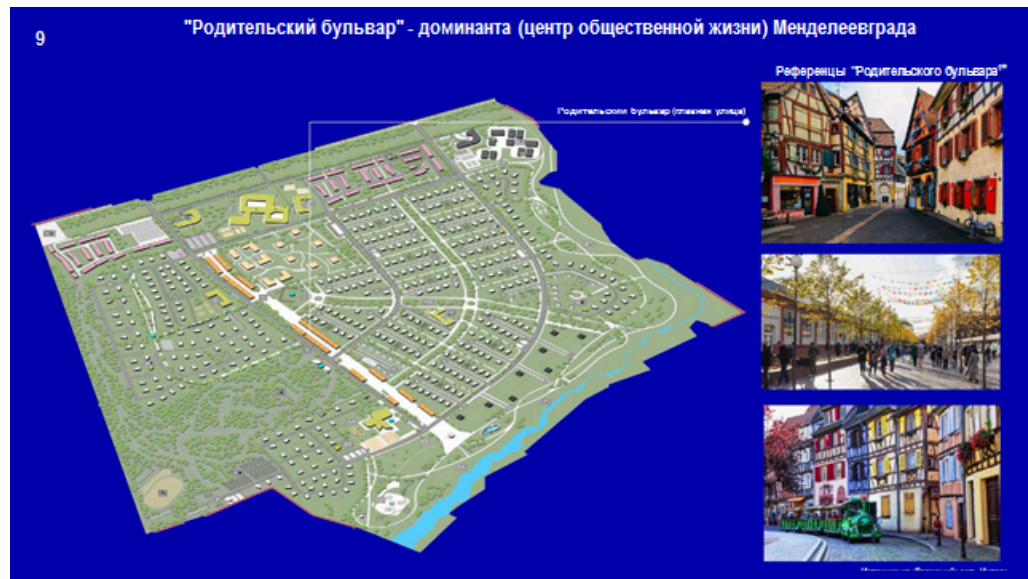 9
"Родительский бульвар" - доминанта (центр общественной жизни) Менделеевграда
Референцы "Родительского бульвара"
Родительский бульвар (главная улица)